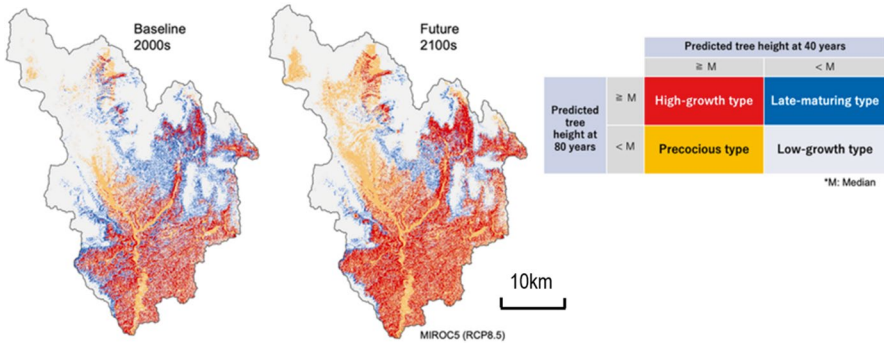 Baseline
2000s
Future
2100s
MIROC5 (RCP8.5)
10km
Predicted tree height at 40 years
≧ M
< M
Predicted
tree
height at
80 years
≧ M
High-growth type
Late-maturing type
< M
Precocious type
Low-growth type
*M: Median